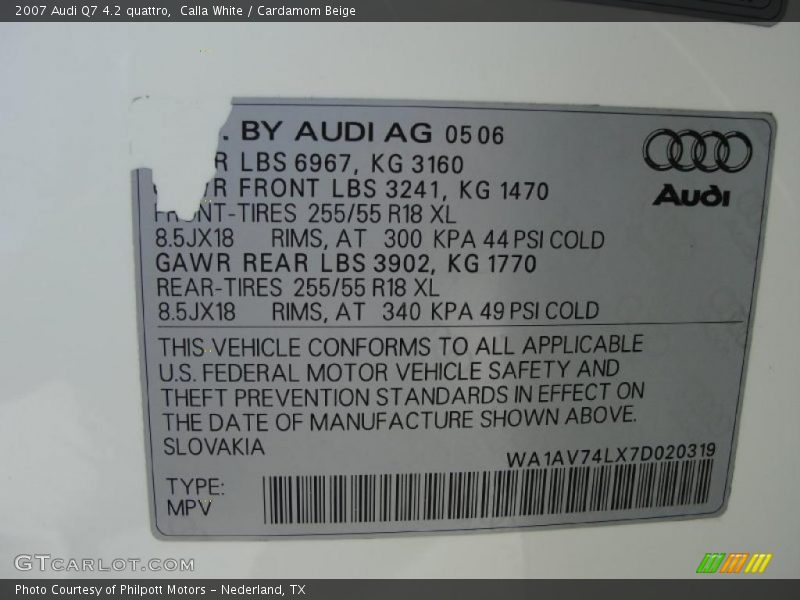 2007 Audi Q7 4.2 quattro,  Calla White / Cardamom Beige
. BY AUDI AG 05 06
R LBS 6967, KG 3160
WR FRONT LBS 3241, KG 1470
FRONT-TIRES 255/55 R18 XL
8.5JX18 RIMS, AT 300 KPA 44 PSI COLD
GAWR REAR LBS 3902, KG 1770
REAR-TIRES 255/55 R18 XL
8.5JX18 RIMS, AT 340 KPA 49 PSI COLD
Audi
THIS VEHICLE CONFORMS TO ALL APPLICABLE
U.S. FEDERAL MOTOR VEHICLE SAFETY AND
THEFT PREVENTION STANDARDS IN EFFECT ON
THE DATE OF MANUFACTURE SHOWN ABOVE.
SLOVAKIA
WA1AV74LX7D020319
TYPE:
MPV
GTCARLOT.COM
Photo Courtesy of Philpott Motors - Nederland, TX